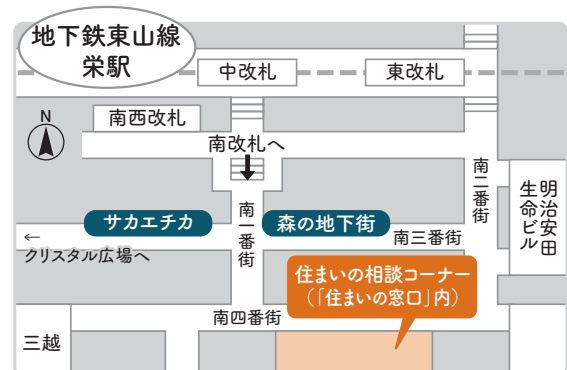 地下鉄東山線
栄駅
中改札
東改札
N
南西改札
南改札へ
南二番街
明治安田
生命ビル
サカエチカ
南一番街
森の地下街
南三番街
←
クリスタル広場へ
住まいの相談コーナー
（「住まいの窓口」内）
南四番街
三越